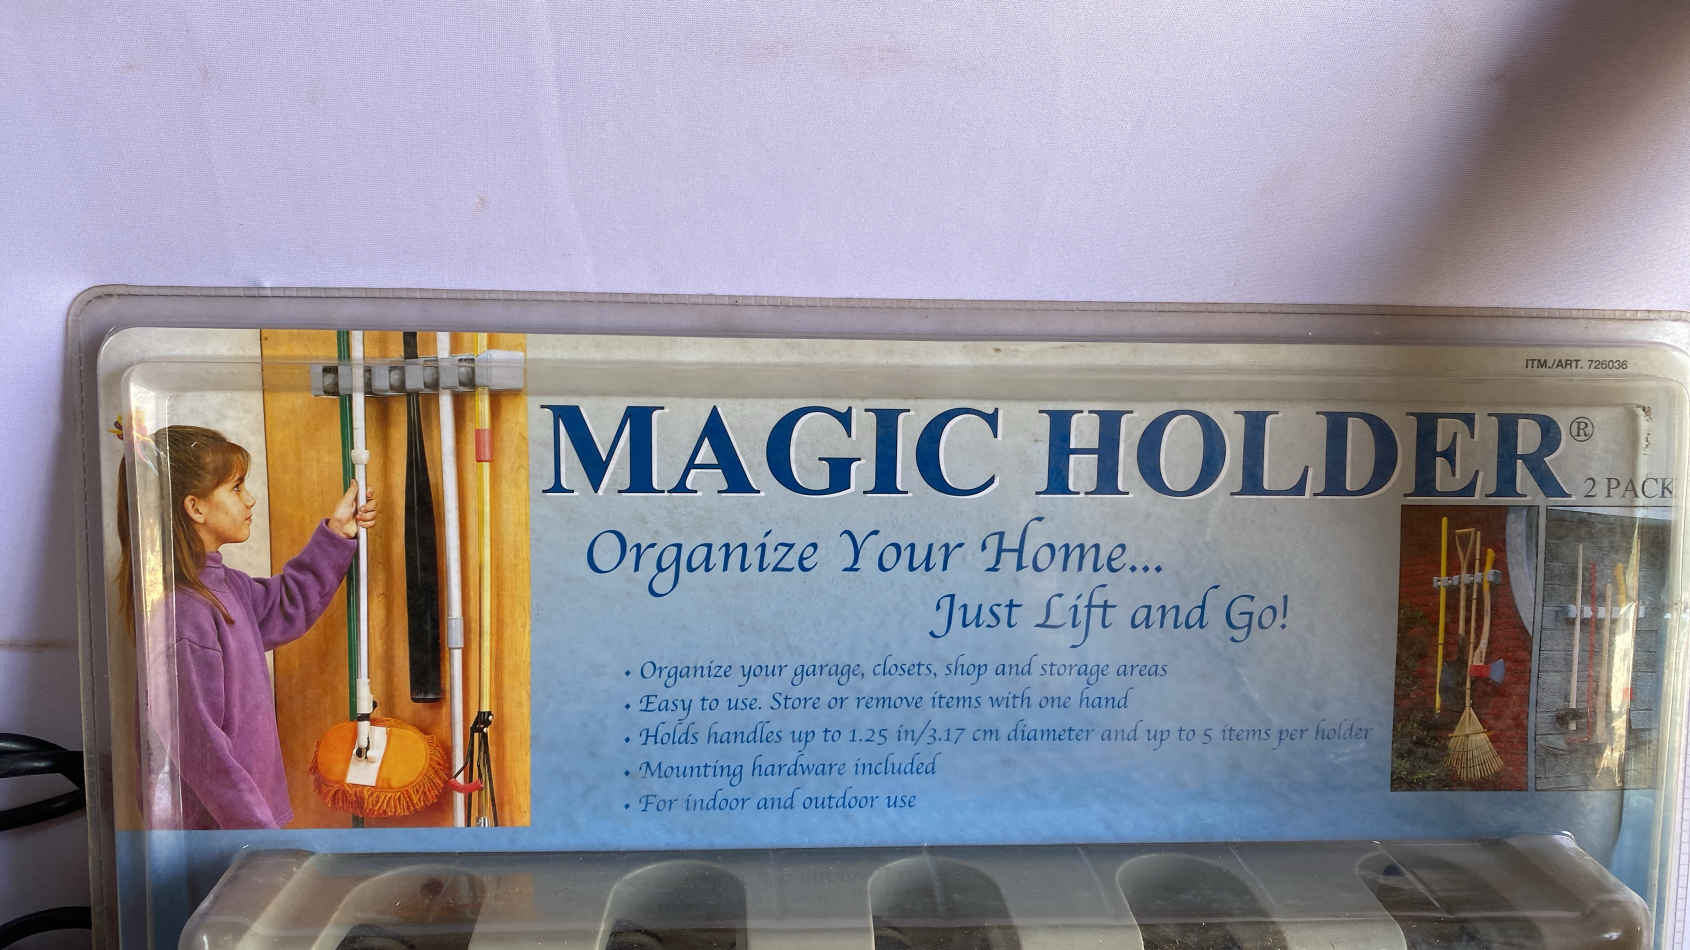 ITM./ART. 726036
MAGIC HOLDER®
2 PACK
Organize Your Home...
Just Lift and Go!
• Organize your garage, closets, shop and storage areas
• Easy to use. Store or remove items with one hand
• Holds handles up to 1.25 in/3.17 cm diameter and up to 5 items per holder
• Mounting hardware included
• For indoor and outdoor use